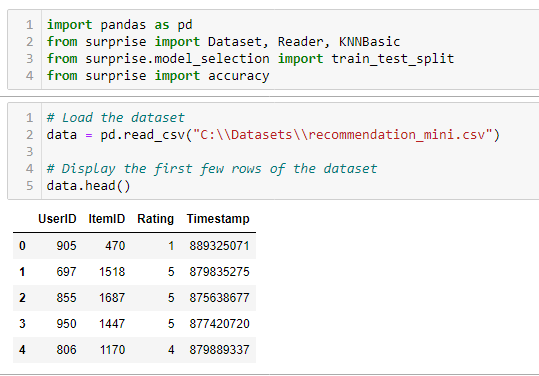 1 import pandas as pd
2 from surprise import Dataset, Reader, KNNBasic
3 from surprise.model_selection import train_test_split
4 from surprise import accuracy
1 # Load the dataset
2 data = pd.read_csv("C:\\Datasets\\recommendation_mini.csv")
3
4 # Display the first few rows of the dataset
5 data.head()
UserID ItemID Rating Timestamp
0 905 470 1 889325071
1 697 1518 5 879835275
2 855 1687 5 875638677
3 950 1447 5 877420720
4 806 1170 4 879889337